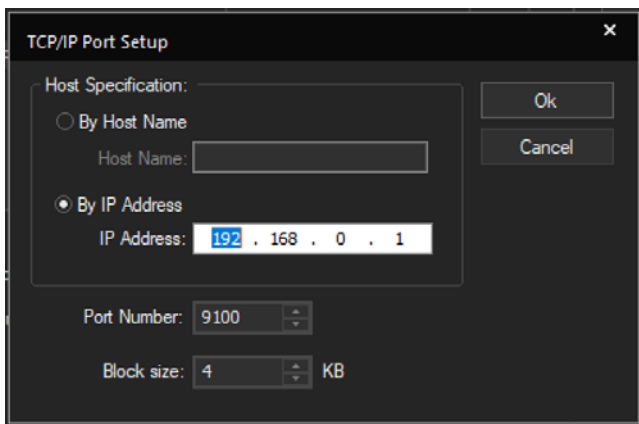 TCP/IP Port Setup
Host Specification:
By Host Name
Host Name:
By IP Address
IP Address: 192 . 168 . 0 . 1
Port Number: 9100
Block size: 4 KB
Ok
Cancel